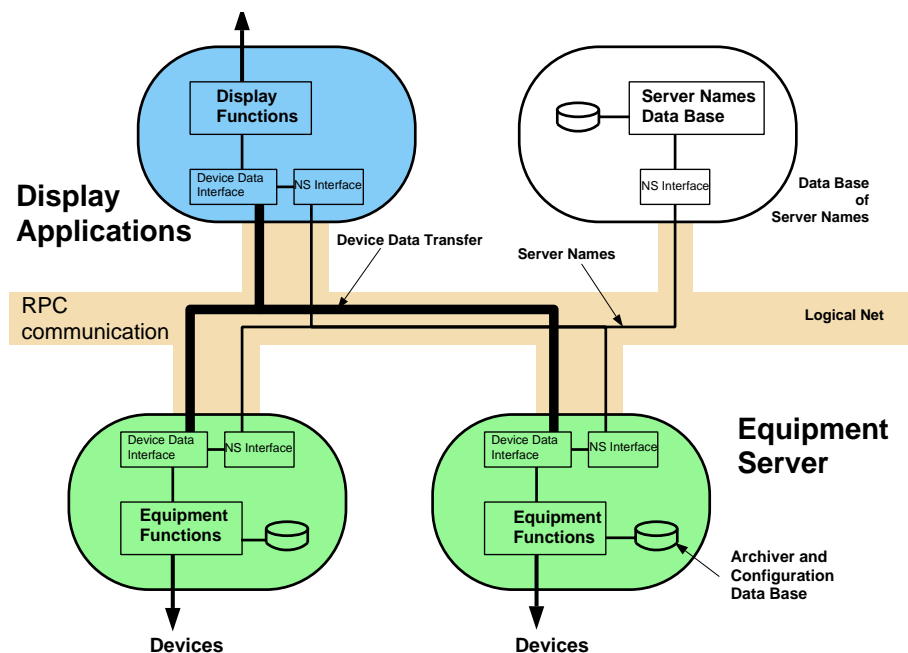 Display
Functions
Device Data
Interface
NS Interface
Server Names
Data Base
NS Interface
Data Base
of
Server Names
Display
Applications
Device Data Transfer
Server Names
RPC
communication
Logical Net
Device Data
Interface
NS Interface
Equipment
Functions
Devices
Device Data
Interface
NS Interface
Equipment
Functions
Devices
Equipment
Server
Archiver and
Configuration
Data Base